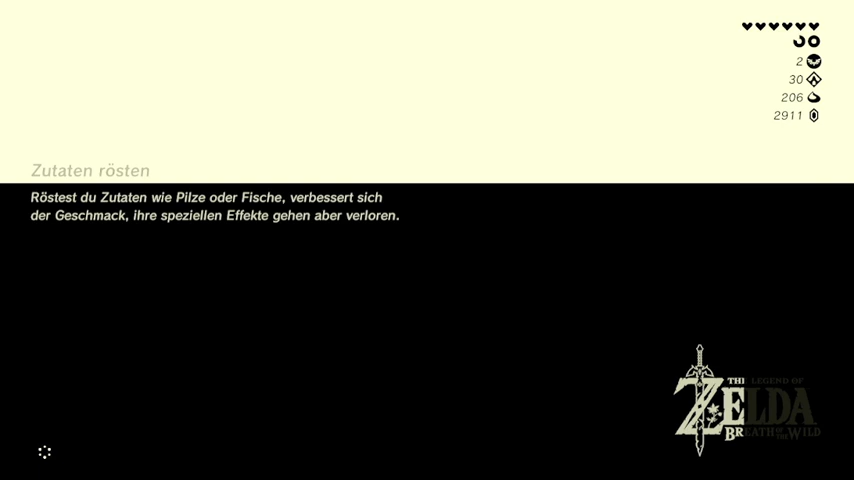 2
30
206
2911
Zutaten rösten
Röstest du Zutaten wie Pilze oder Fische, verbessert sich
der Geschmack, ihre speziellen Effekte gehen aber verloren.
THE LEGEND OF
ZELDA
BREATH OF THE WILD